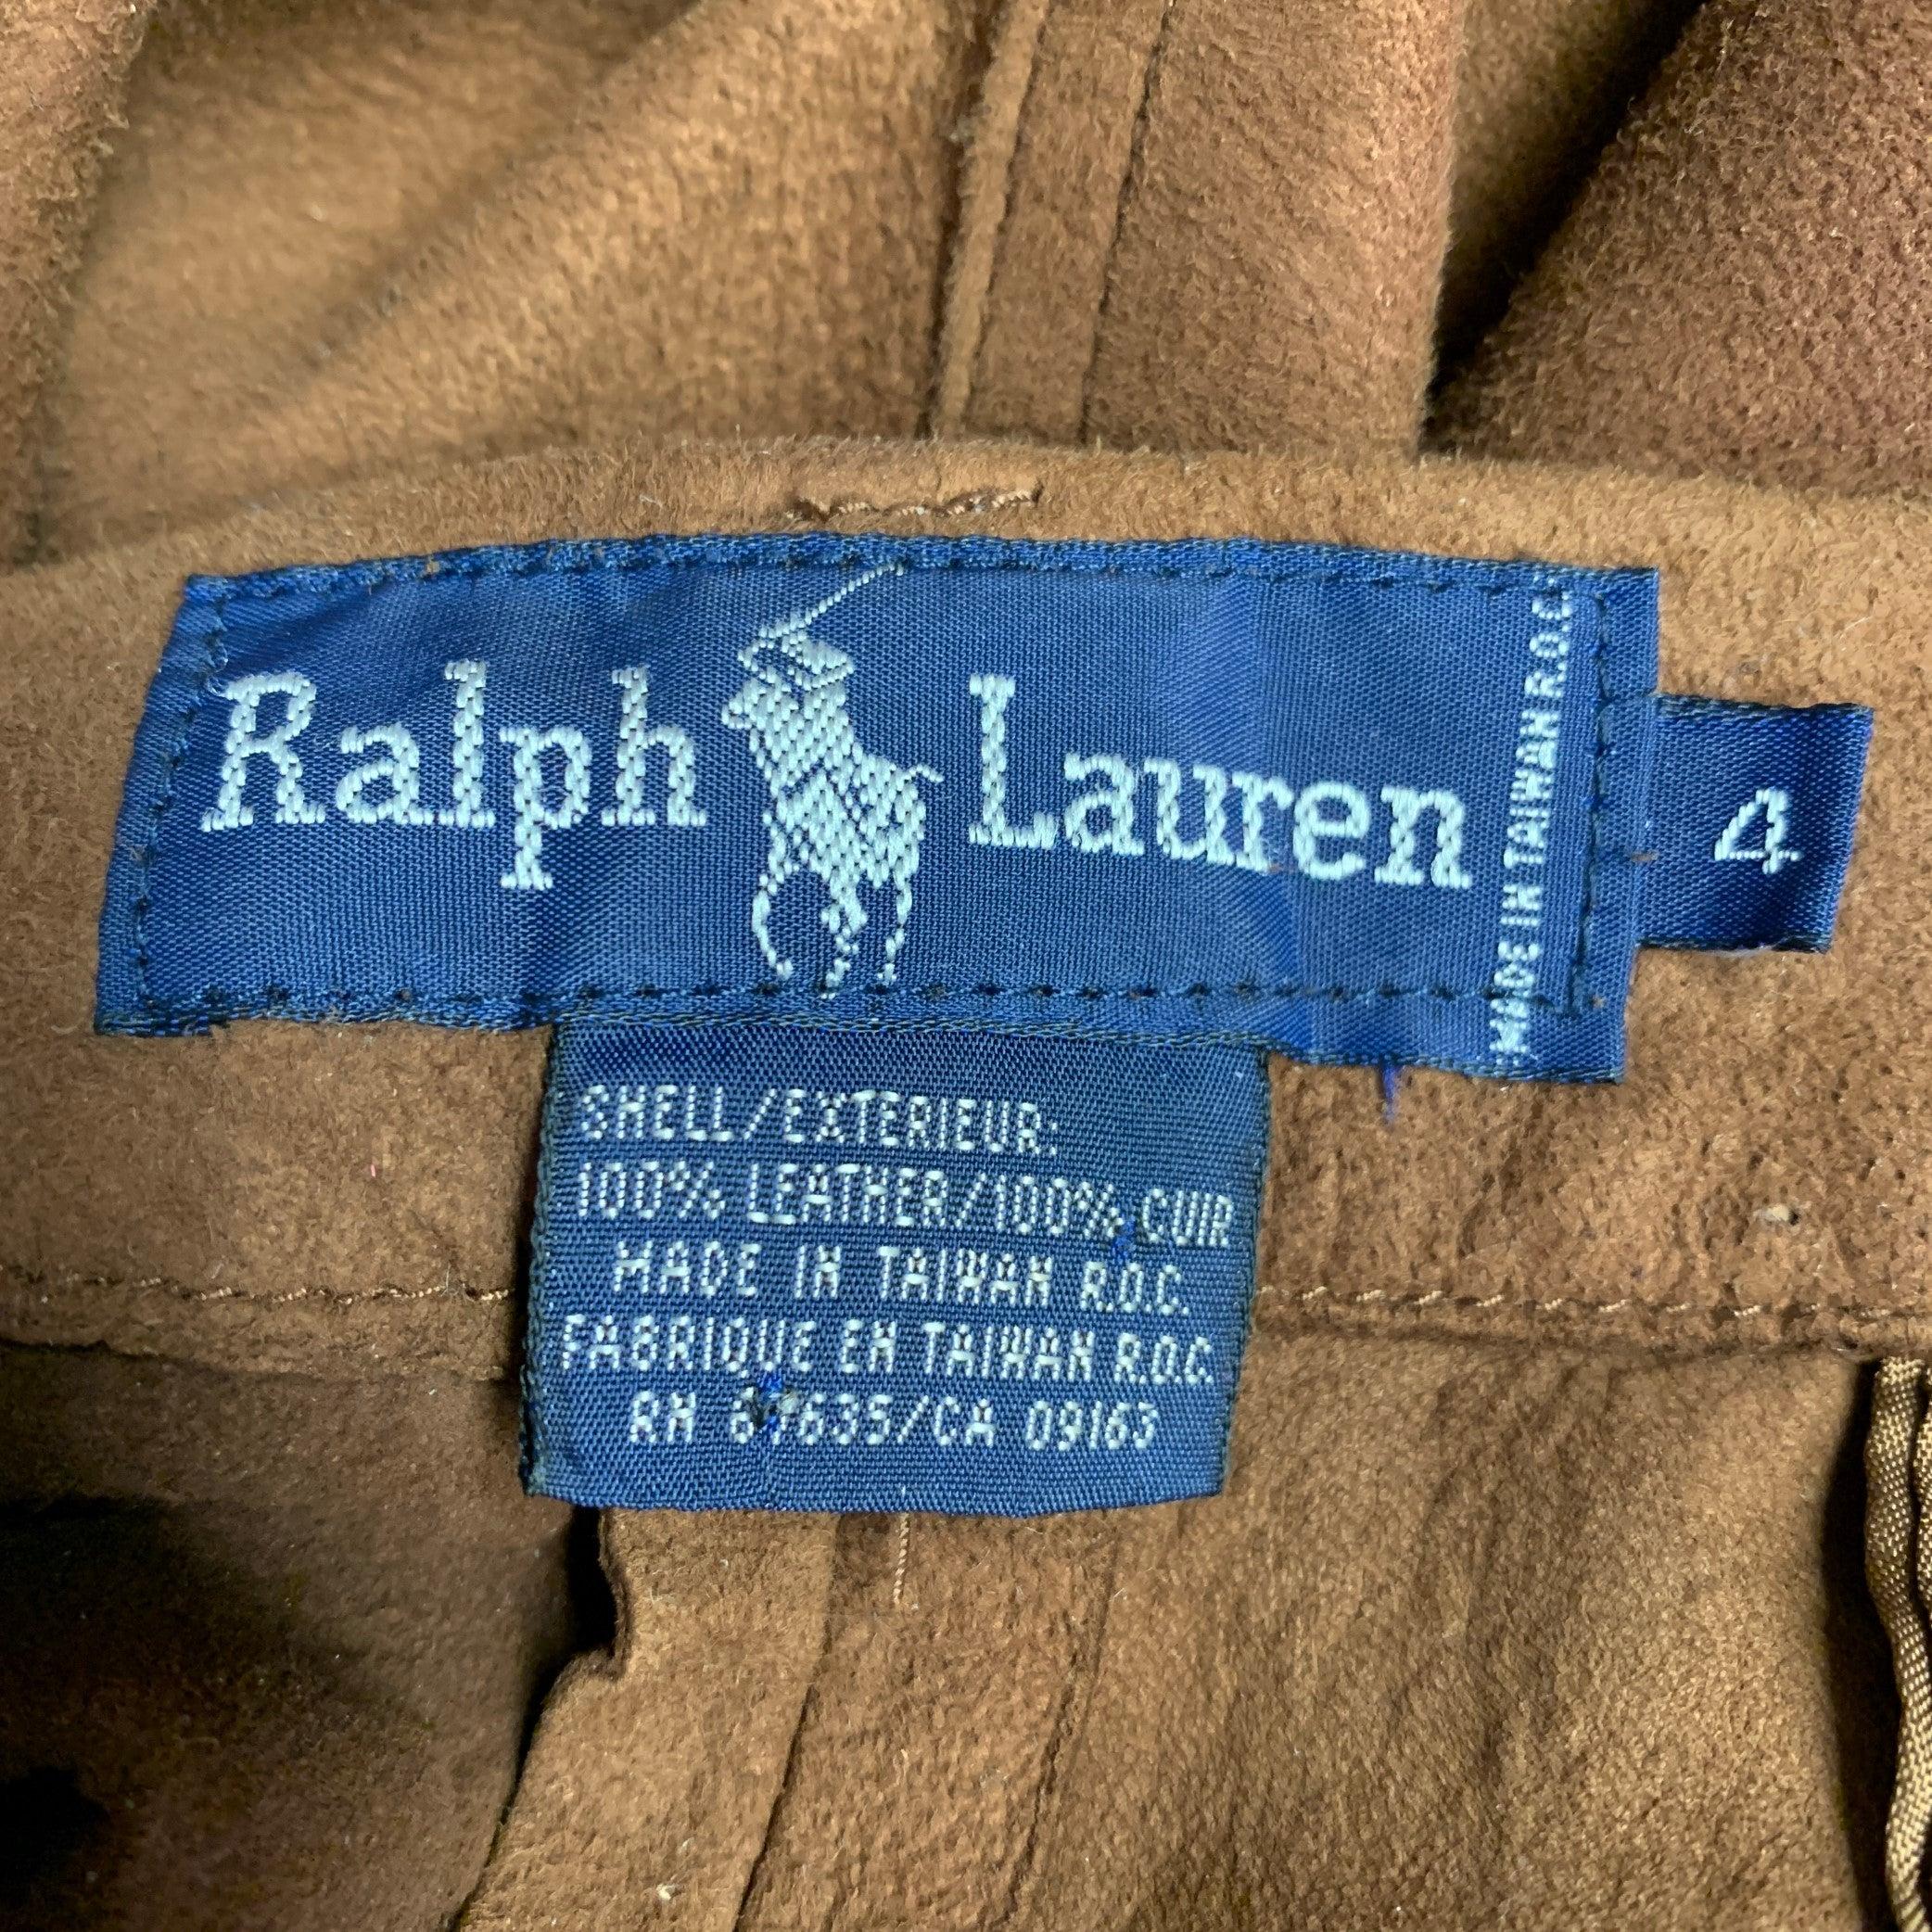 Ralph Lauren
MADE IN TAIWAN R.O.C.
4
SHELL/EXTERIEUR:
100% LEATHER/100% CUIR
MADE IN TAIWAN R.O.C.
FABRIQUE EN TAIWAN R.O.C.
RN /CA 09163